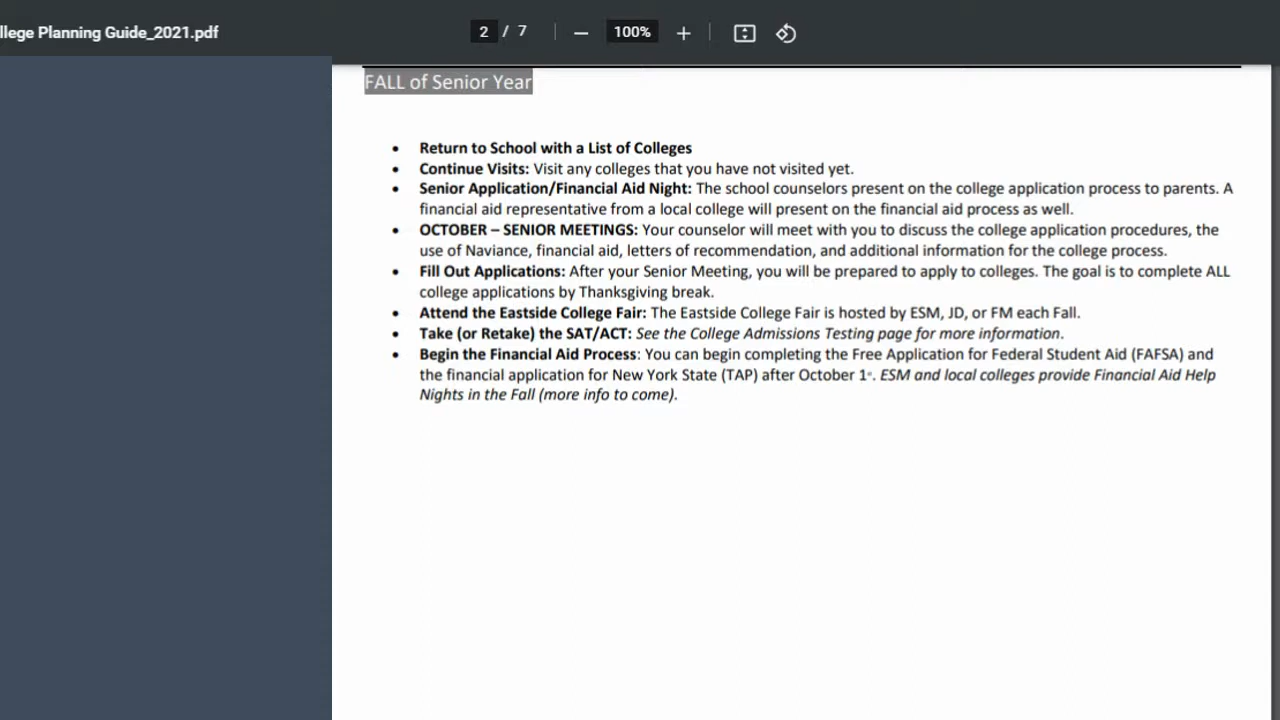 llege Planning Guide_2021.pdf
2 / 7
100%
FALL of Senior Year
• Return to School with a List of Colleges
• Continue Visits: Visit any colleges that you have not visited yet.
• Senior Application/Financial Aid Night: The school counselors present on the college application process to parents. A
financial aid representative from a local college will present on the financial aid process as well.
• OCTOBER – SENIOR MEETINGS: Your counselor will meet with you to discuss the college application procedures, the
use of Naviance, financial aid, letters of recommendation, and additional information for the college process.
• Fill Out Applications: After your Senior Meeting, you will be prepared to apply to colleges. The goal is to complete ALL
college applications by Thanksgiving break.
• Attend the Eastside College Fair: The Eastside College Fair is hosted by ESM, JD, or FM each Fall.
• Take (or Retake) the SAT/ACT: See the College Admissions Testing page for more information.
• Begin the Financial Aid Process: You can begin completing the Free Application for Federal Student Aid (FAFSA) and
the financial application for New York State (TAP) after October 1st. ESM and local colleges provide Financial Aid Help
Nights in the Fall (more info to come).